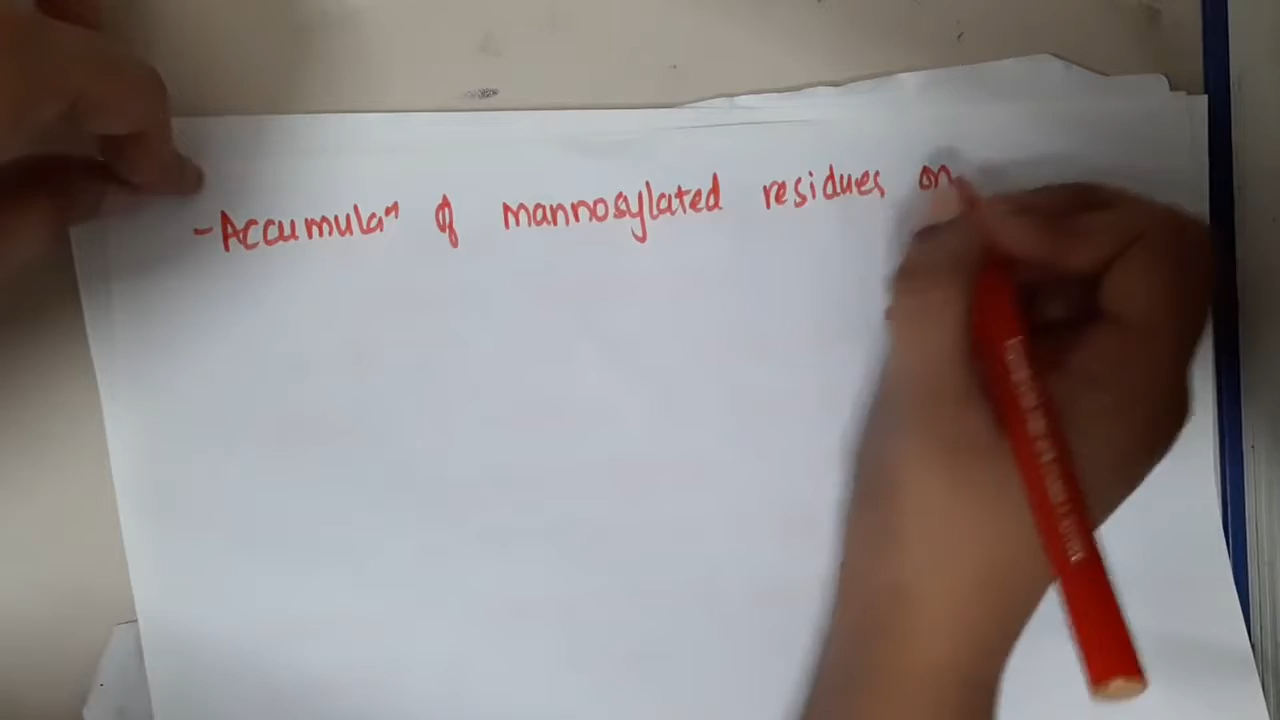 - Accumulaⁿ of mannosylated residues on